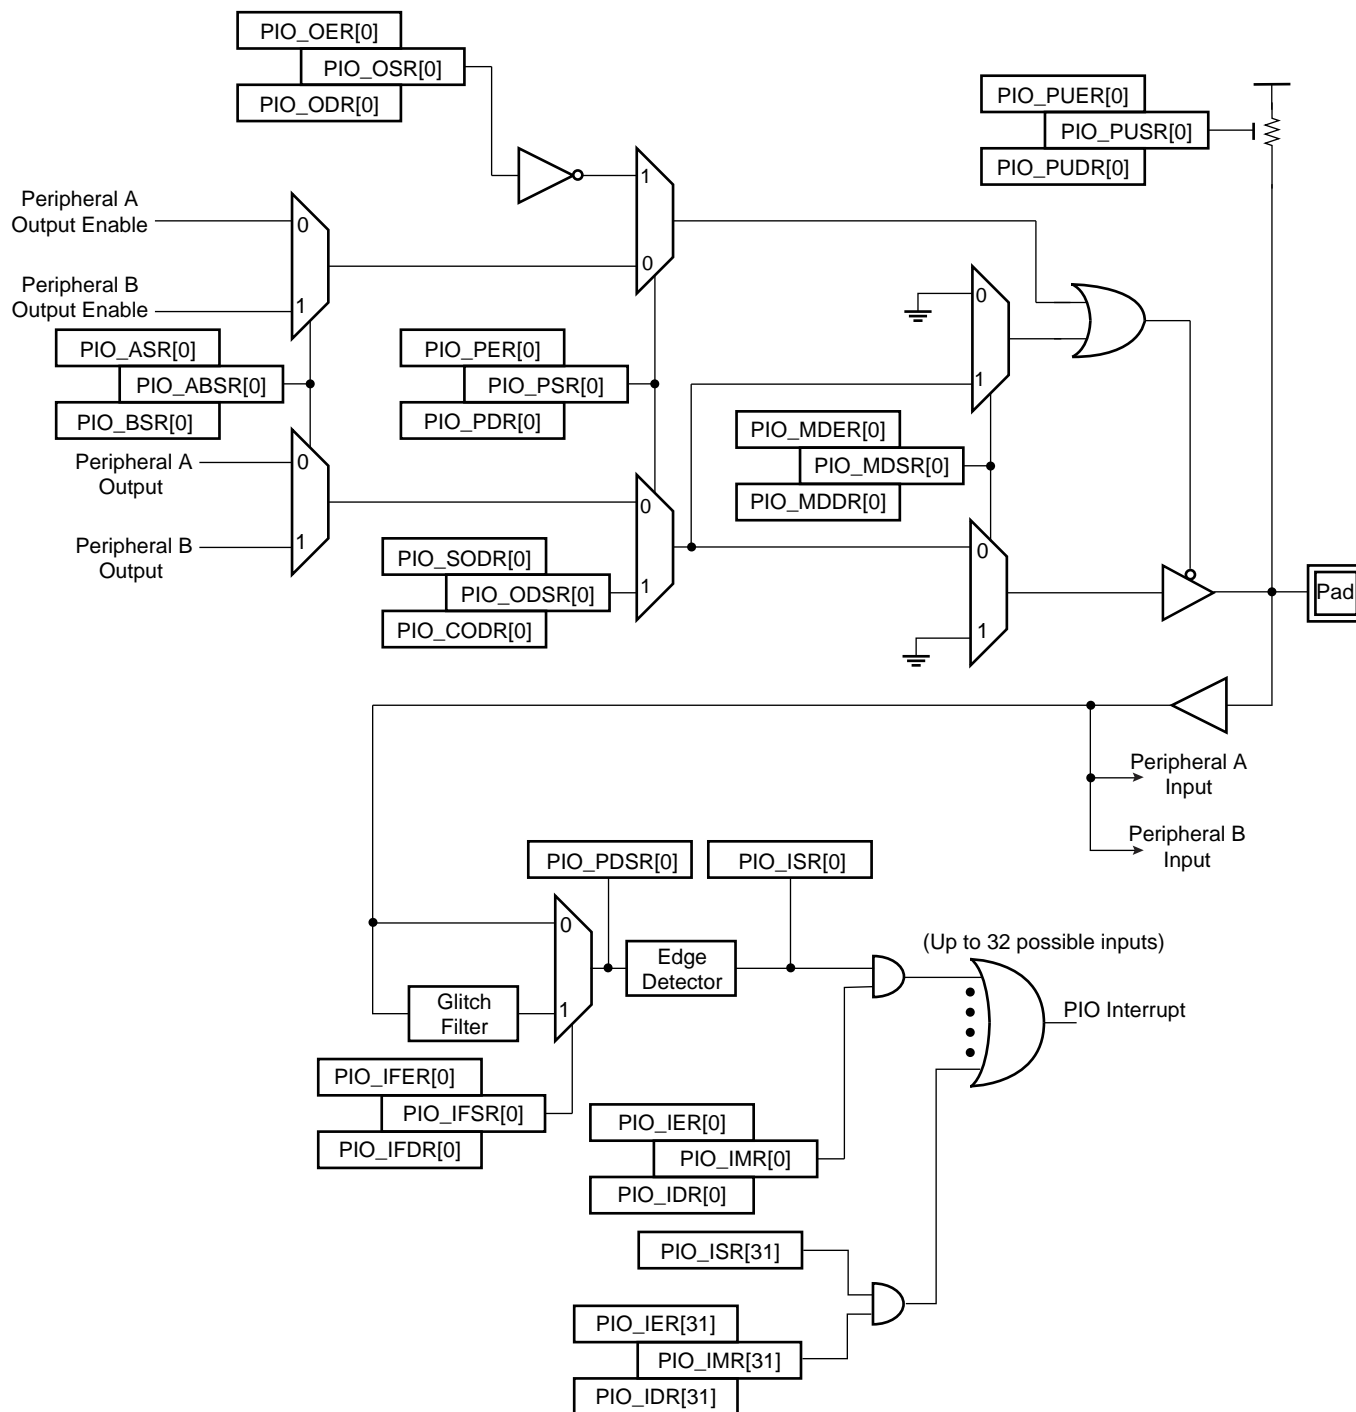 PIO_OER[0]
PIO_OSR[0]
PIO_ODR[0]
PIO_PUER[0]
PIO_PUSR[0]
PIO_PUDR[0]
1
Peripheral A
Output Enable
0
0
Peripheral B
Output Enable
1
0
PIO_ASR[0]
PIO_ABSR[0]
PIO_BSR[0]
PIO_PER[0]
PIO_PSR[0]
PIO_PDR[0]
1
PIO_MDER[0]
PIO_MDSR[0]
PIO_MDDR[0]
Peripheral A
Output
0
0
Peripheral B
Output
1
PIO_SODR[0]
PIO_ODSR[0]
PIO_CODR[0]
1
0
1
Pad
Peripheral A
Input
Peripheral B
Input
PIO_PDSR[0]
PIO_ISR[0]
0
(Up to 32 possible inputs)
Edge
Detector
Glitch
Filter
1
PIO Interrupt
PIO_IFER[0]
PIO_IFSR[0]
PIO_IFDR[0]
PIO_IER[0]
PIO_IMR[0]
PIO_IDR[0]
PIO_ISR[31]
PIO_IER[31]
PIO_IMR[31]
PIO_IDR[31]